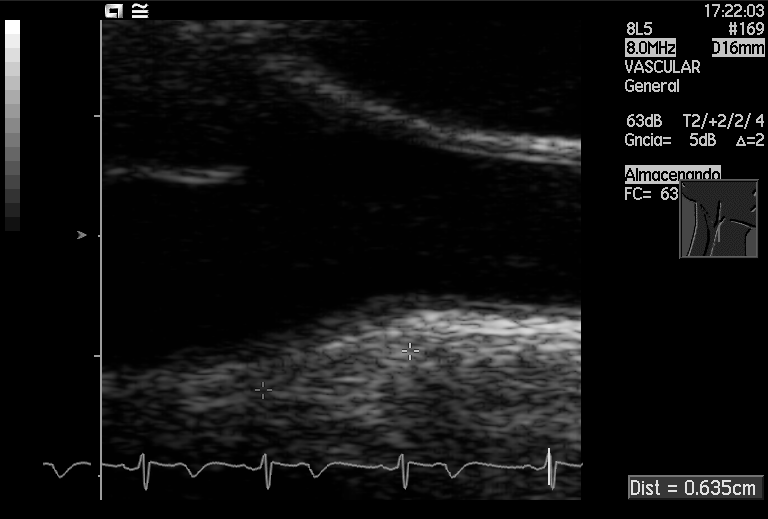 17:22:03
8L5 #169
8.0MHz D16mm
VASCULAR
General
63dB T2/+2/2/ 4
Gncia= 5dB Δ=2
Almacenando
FC= 63
Dist = 0.635cm